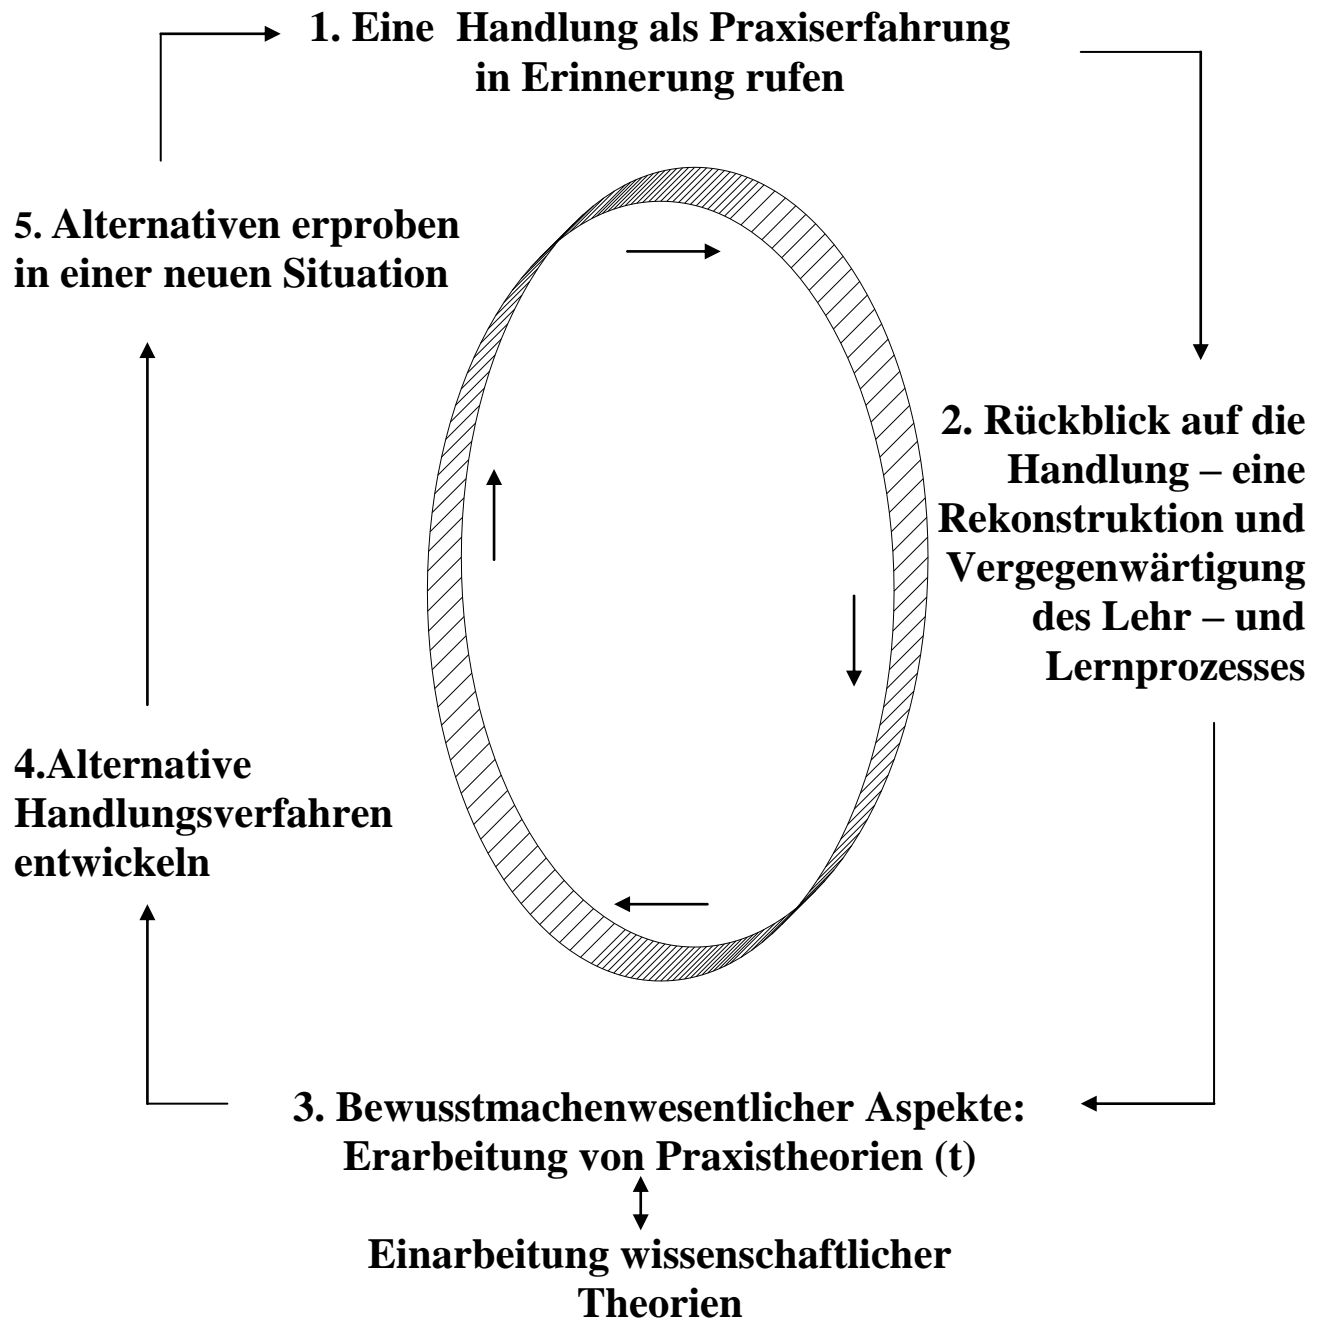 1. Eine  Handlung als Praxiserfahrung
in Erinnerung rufen
2. Rückblick auf die
Handlung – eine
Rekonstruktion und
Vergegenwärtigung
des Lehr – und
Lernprozesses
3. Bewusstmachenwesentlicher Aspekte:
Erarbeitung von Praxistheorien (t)
Einarbeitung wissenschaftlicher
Theorien
4.Alternative
Handlungsverfahren
entwickeln
5. Alternativen erproben
in einer neuen Situation